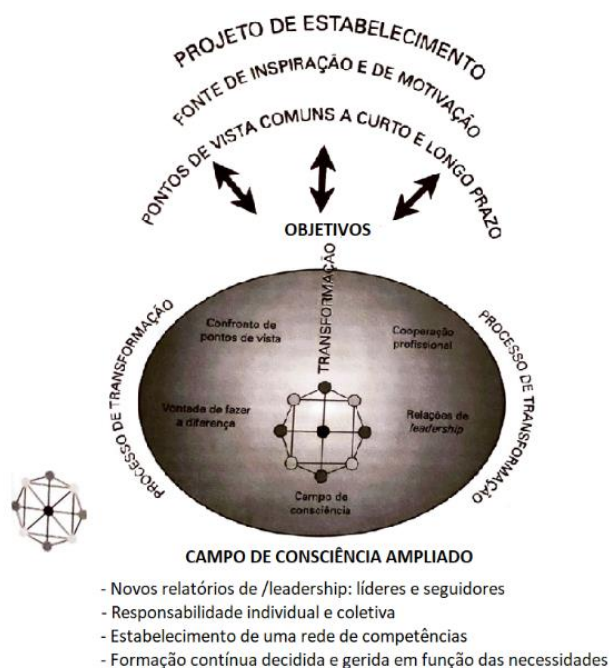 PROJETO DE ESTABELECIMENTO
FONTE DE INSPIRAÇÃO E DE MOTIVAÇÃO
PONTOS DE VISTA COMUNS A CURTO E LONGO PRAZO
OBJETIVOS
TRANSFORMAÇÃO
PROCESSO DE TRANSFORMAÇÃO
PROCESSO DE TRANSFORMAÇÃO
Confronto de
pontos de vista
Cooperação
profissional
Vontade de fazer
a diferença
Relações de
leadership
Campo de
consciência
CAMPO DE CONSCIÊNCIA AMPLIADO
- Novos relatórios de /leadership: líderes e seguidores
- Responsabilidade individual e coletiva
- Estabelecimento de uma rede de competências
- Formação contínua decidida e gerida em função das necessidades